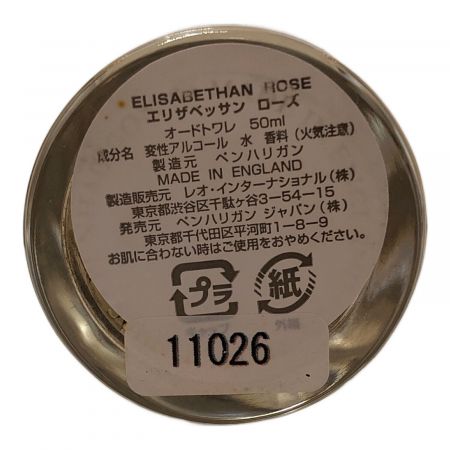 ELISABETHAN ROSE
エリザベッサン ローズ
オードトワレ 50ml
成分名 変性アルコール 水 香料（火気注意）
製造元 ペンハリガン
MADE IN ENGLAND
製造販売元 レオ・インターナショナル（株）
東京都渋谷区千駄ヶ谷3-54-15
発売元 ペンハリガン ジャパン（株）
東京都千代田区平河町1-8-9
お肌に合わない時はご使用をおやめください。
プラ 紙
外箱
11026